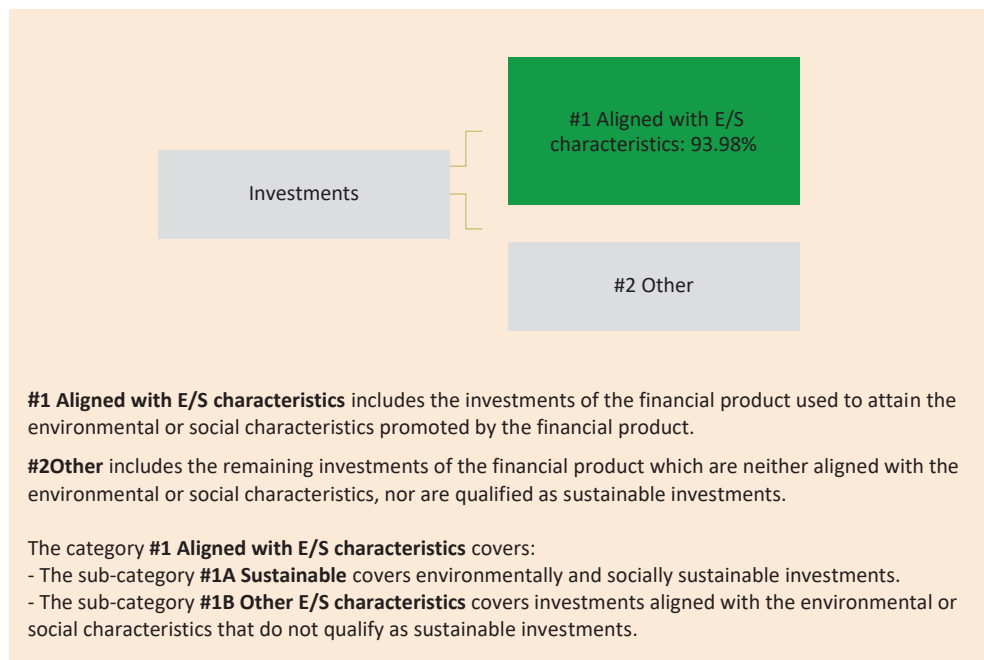 #1 Aligned with E/S
characteristics: 93.98%
Investments
#2 Other
#1 Aligned with E/S characteristics includes the investments of the financial product used to attain the
environmental or social characteristics promoted by the financial product.
#2Other includes the remaining investments of the financial product which are neither aligned with the
environmental or social characteristics, nor are qualified as sustainable investments.
The category #1 Aligned with E/S characteristics covers:
- The sub-category #1A Sustainable covers environmentally and socially sustainable investments.
- The sub-category #1B Other E/S characteristics covers investments aligned with the environmental or
social characteristics that do not qualify as sustainable investments.